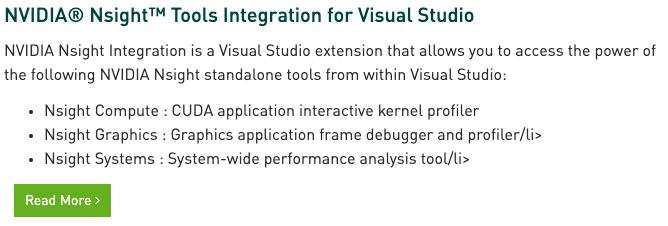 NVIDIA® Nsight™ Tools Integration for Visual Studio
NVIDIA Nsight Integration is a Visual Studio extension that allows you to access the power of
the following NVIDIA Nsight standalone tools from within Visual Studio:
• Nsight Compute : CUDA application interactive kernel profiler
• Nsight Graphics : Graphics application frame debugger and profiler/li>
• Nsight Systems : System-wide performance analysis tool/li>
Read More >